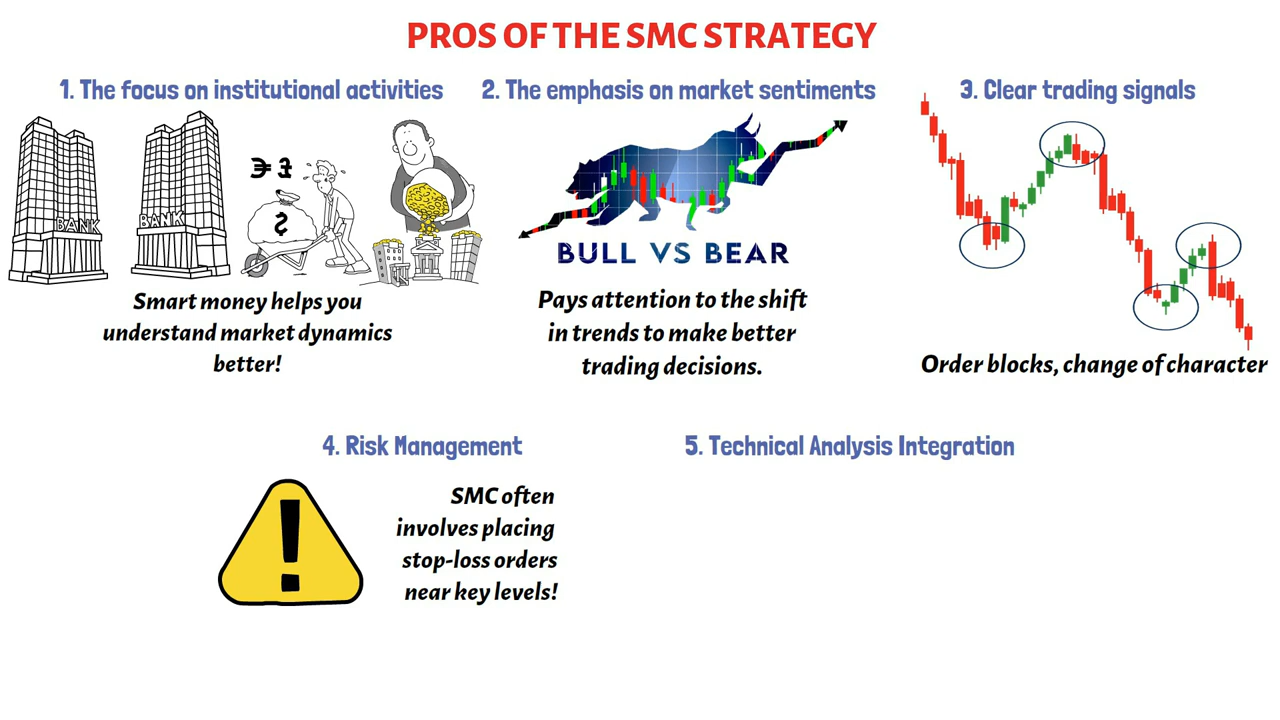 PROS OF THE SMC STRATEGY
1. The focus on institutional activities
2. The emphasis on market sentiments
3. Clear trading signals
BANK
BANK
BULL VS BEAR
Smart money helps you
understand market dynamics
better!
Pays attention to the shift
in trends to make better
trading decisions.
Order blocks, change of character
4. Risk Management
5. Technical Analysis Integration
SMC often
involves placing
stop-loss orders
near key levels!